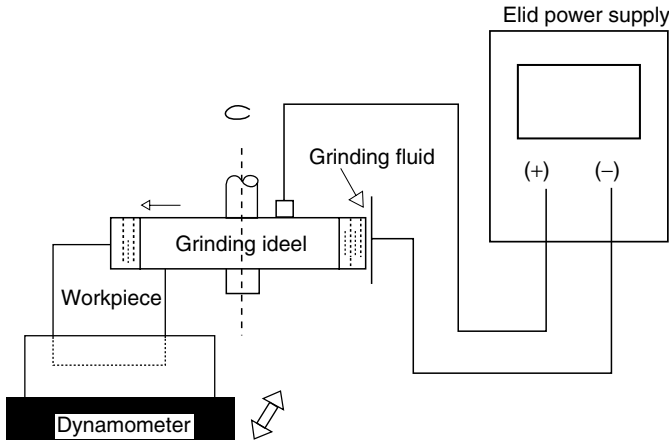 Elid power supply
Grinding fluid
(+) (−)
Grinding ideel
Workpiece
Dynamometer